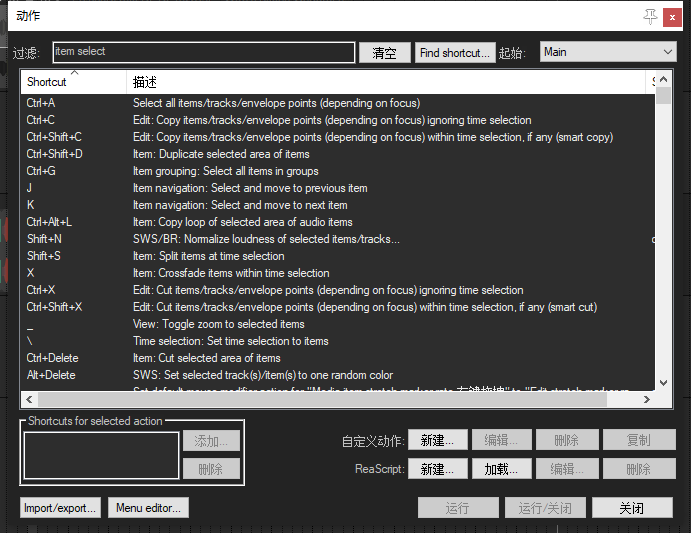 动作
过滤: item select 清空 Find shortcut... 起始: Main
Shortcut 描述
Ctrl+A Select all items/tracks/envelope points (depending on focus)
Ctrl+C Edit: Copy items/tracks/envelope points (depending on focus) ignoring time selection
Ctrl+Shift+C Edit: Copy items/tracks/envelope points (depending on focus) within time selection, if any (smart copy)
Ctrl+Shift+D Item: Duplicate selected area of items
Ctrl+G Item grouping: Select all items in groups
J Item navigation: Select and move to previous item
K Item navigation: Select and move to next item
Ctrl+Alt+L Item: Copy loop of selected area of audio items
Shift+N SWS/BR: Normalize loudness of selected items/tracks...
Shift+S Item: Split items at time selection
X Item: Crossfade items within time selection
Ctrl+X Edit: Cut items/tracks/envelope points (depending on focus) ignoring time selection
Ctrl+Shift+X Edit: Cut items/tracks/envelope points (depending on focus) within time selection, if any (smart cut)
_ View: Toggle zoom to selected items
\ Time selection: Set time selection to items
Ctrl+Delete Item: Cut selected area of items
Alt+Delete SWS: Set selected track(s)/item(s) to one random color
Shortcuts for selected action
添加...
删除
自定义动作: 新建... 编辑... 删除 复制
ReaScript: 新建... 加载... 编辑... 删除
Import/export... Menu editor... 运行 运行/关闭 关闭